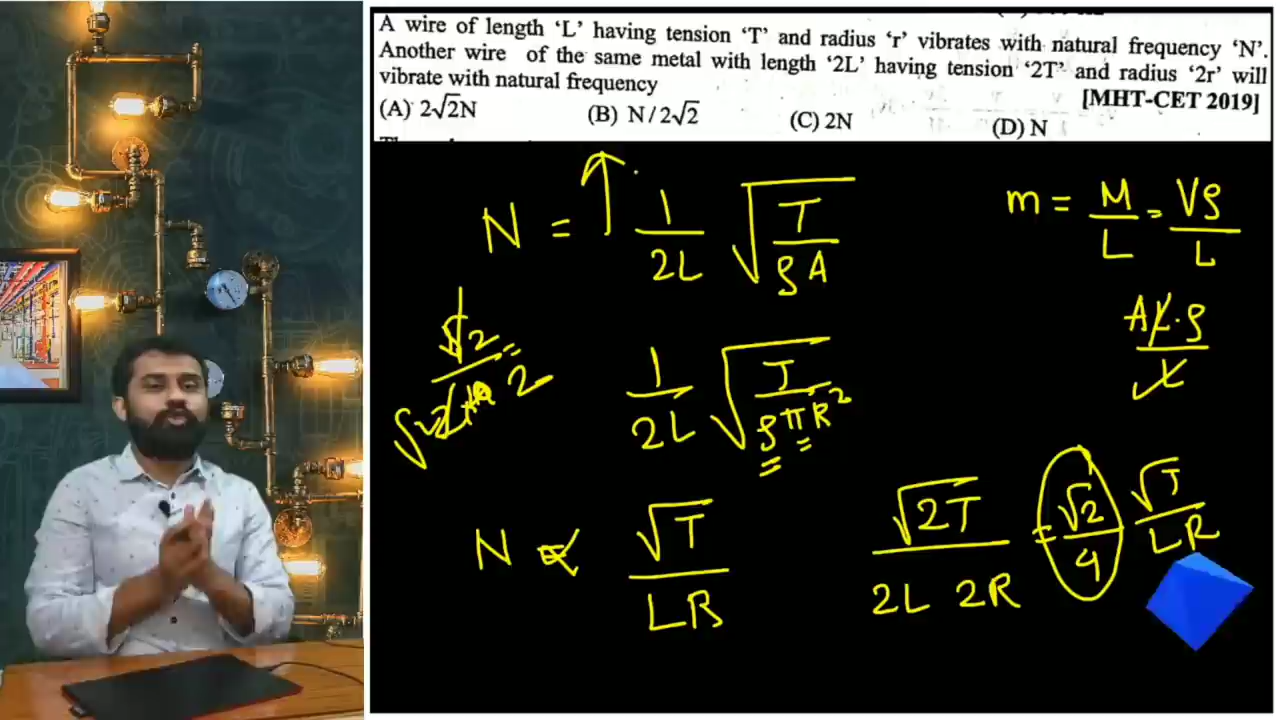 A wire of length ‘L’ having tension ‘T’ and radius ‘r’ vibrates with natural frequency ‘N’.
Another wire of the same metal with length ‘2L’ having tension ‘2T’ and radius ‘2r’ will
vibrate with natural frequency
[MHT-CET 2019]
(A) 2√2N (B) N/2√2 (C) 2N (D) N
N = 1/2L √(T/ρA)
m = M/L = Vρ/L
AL·ρ/L
1/2L √(T/ρπR²)
N ∝ √T/LR
√2T/2L 2R = √2/4 √T/LR